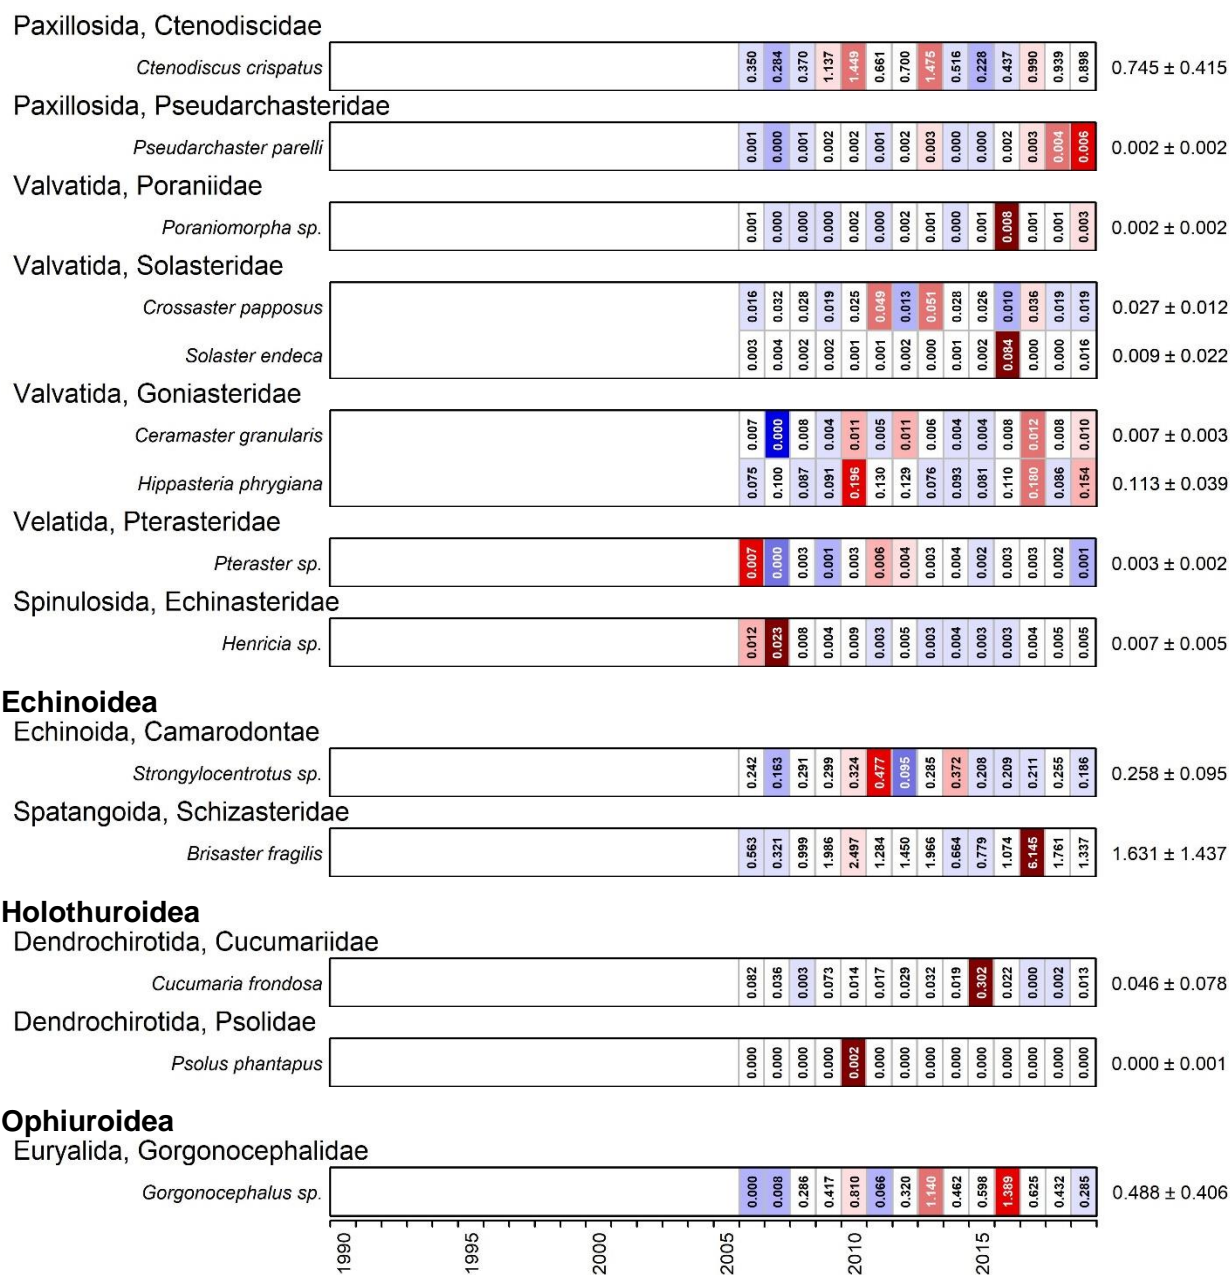 Paxillosida, Ctenodiscidae
Ctenodiscus crispatus 0.350 0.284 0.370 1.137 1.449 0.661 0.700 1.475 0.516 0.228 0.437 0.990 0.939 0.898 0.745 ± 0.415
Paxillosida, Pseudarchasteridae
Pseudarchaster parelli 0.001 0.000 0.001 0.002 0.002 0.001 0.002 0.003 0.000 0.000 0.002 0.003 0.004 0.006 0.002 ± 0.002
Valvatida, Poraniidae
Poraniomorpha sp. 0.001 0.000 0.000 0.000 0.002 0.000 0.002 0.001 0.000 0.001 0.008 0.001 0.001 0.003 0.002 ± 0.002
Valvatida, Solasteridae
Crossaster papposus 0.016 0.032 0.028 0.019 0.025 0.049 0.013 0.051 0.028 0.026 0.010 0.036 0.019 0.019 0.027 ± 0.012
Solaster endeca 0.003 0.004 0.002 0.002 0.001 0.001 0.002 0.000 0.001 0.002 0.084 0.000 0.000 0.016 0.009 ± 0.022
Valvatida, Goniasteridae
Ceramaster granularis 0.007 0.000 0.008 0.004 0.011 0.005 0.011 0.006 0.004 0.004 0.008 0.012 0.008 0.010 0.007 ± 0.003
Hippasteria phrygiana 0.075 0.100 0.087 0.091 0.196 0.130 0.129 0.076 0.093 0.081 0.110 0.180 0.086 0.154 0.113 ± 0.039
Velatida, Pterasteridae
Pteraster sp. 0.007 0.000 0.003 0.001 0.003 0.006 0.004 0.003 0.004 0.002 0.003 0.003 0.002 0.001 0.003 ± 0.002
Spinulosida, Echinasteridae
Henricia sp. 0.012 0.023 0.008 0.004 0.009 0.003 0.005 0.003 0.004 0.003 0.003 0.004 0.005 0.005 0.007 ± 0.005
Echinoidea
Echinoida, Camarodontae
Strongylocentrotus sp. 0.242 0.163 0.291 0.299 0.324 0.477 0.095 0.285 0.372 0.208 0.209 0.211 0.255 0.186 0.258 ± 0.095
Spatangoida, Schizasteridae
Brisaster fragilis 0.563 0.321 0.999 1.986 2.497 1.284 1.450 1.966 0.664 0.779 1.074 6.145 1.761 1.337 1.631 ± 1.437
Holothuroidea
Dendrochirotida, Cucumariidae
Cucumaria frondosa 0.082 0.036 0.003 0.073 0.014 0.017 0.029 0.032 0.019 0.302 0.022 0.000 0.002 0.013 0.046 ± 0.078
Dendrochirotida, Psolidae
Psolus phantapus 0.000 0.000 0.000 0.000 0.002 0.000 0.000 0.000 0.000 0.000 0.000 0.000 0.000 0.000 0.000 ± 0.001
Ophiuroidea
Euryalida, Gorgonocephalidae
Gorgonocephalus sp. 0.000 0.008 0.286 0.417 0.810 0.066 0.320 1.140 0.462 0.598 1.389 0.625 0.432 0.285 0.488 ± 0.406
1990 1995 2000 2005 2010 2015